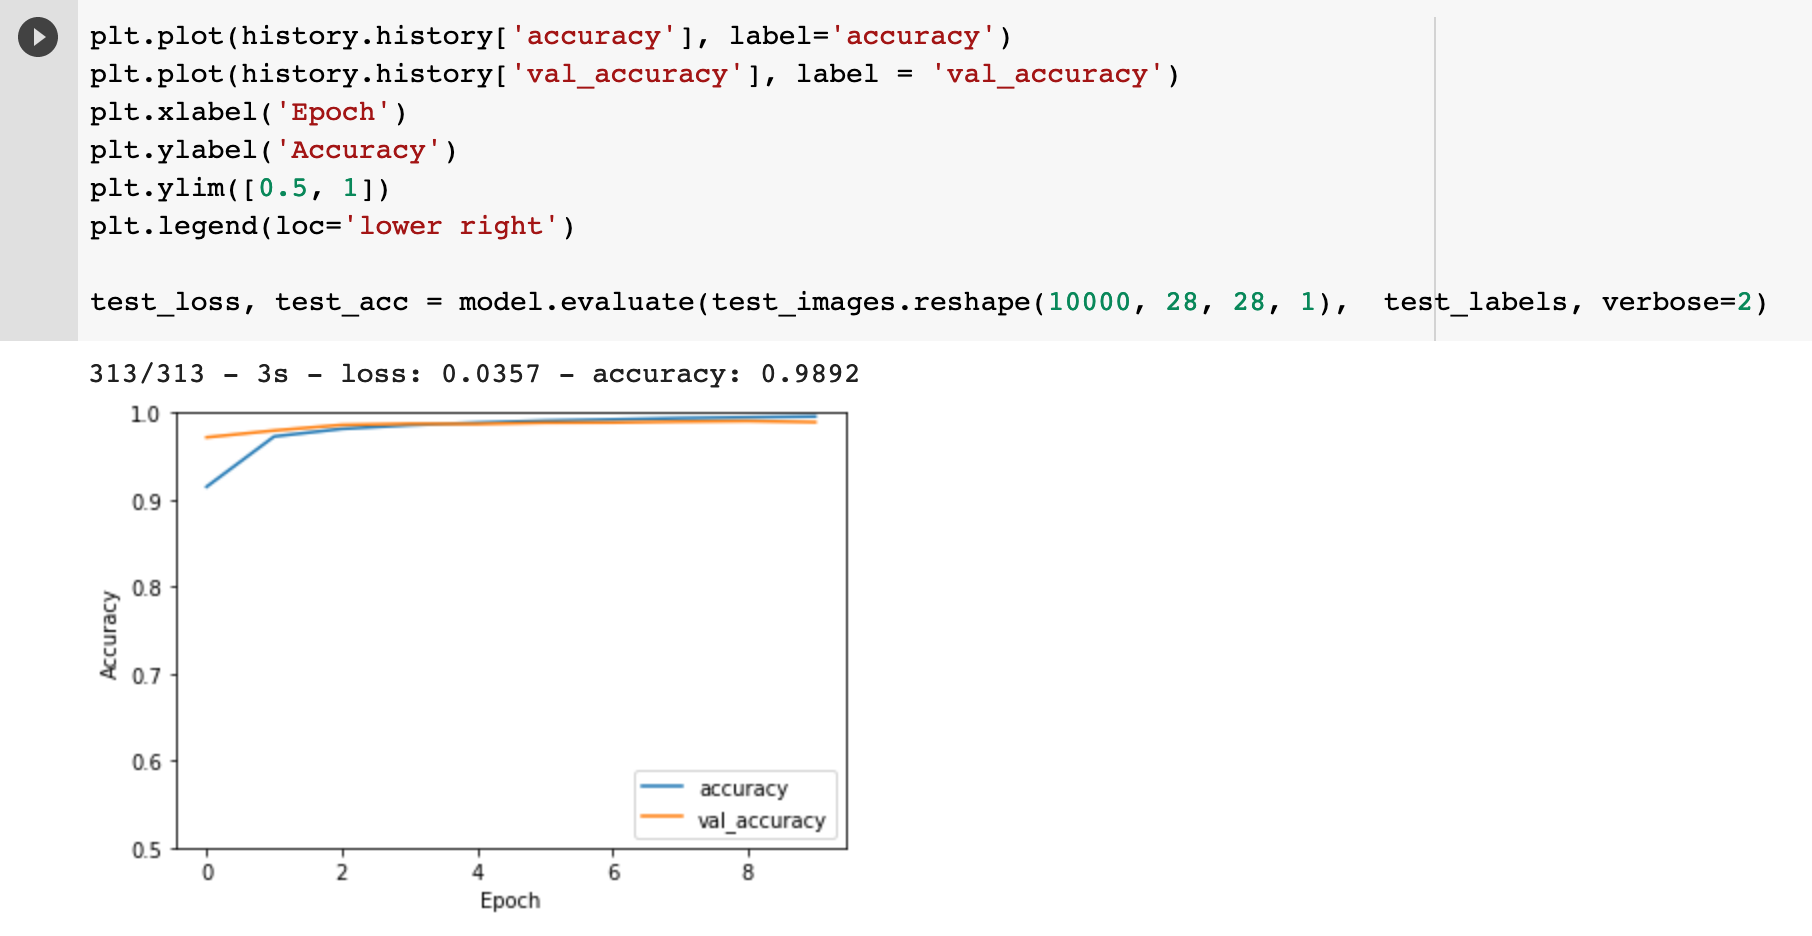 plt.plot(history.history['accuracy'], label='accuracy')
plt.plot(history.history['val_accuracy'], label = 'val_accuracy')
plt.xlabel('Epoch')
plt.ylabel('Accuracy')
plt.ylim([0.5, 1])
plt.legend(loc='lower right')
test_loss, test_acc = model.evaluate(test_images.reshape(10000, 28, 28, 1),  test_labels, verbose=2)
313/313 - 3s - loss: 0.0357 - accuracy: 0.9892
1.0
0.9
0.8
0.7
0.6
0.5
Accuracy
accuracy
val_accuracy
0 2 4 6 8
Epoch